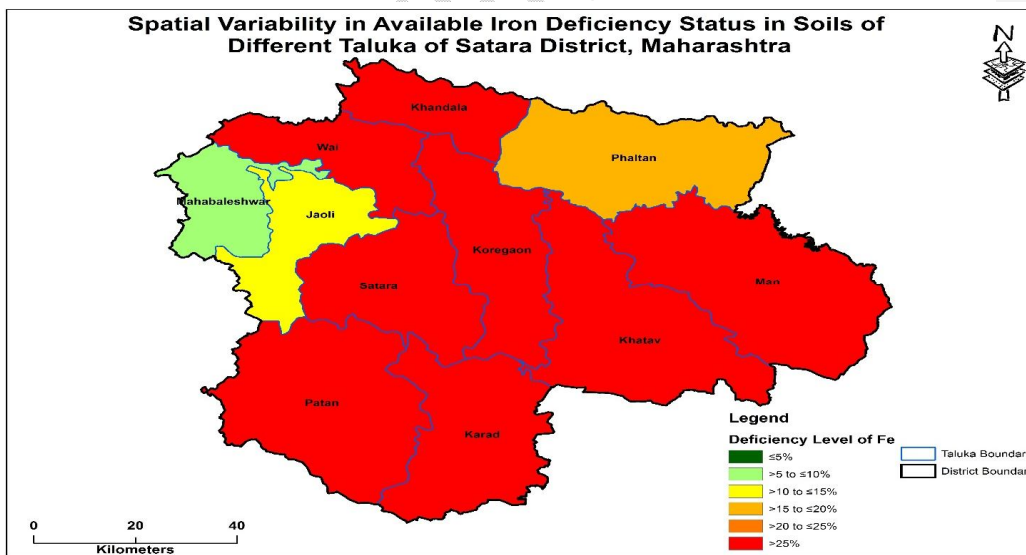 Spatial Variability in Available Iron Deficiency Status in Soils of
Different Taluka of Satara District, Maharashtra
N
Khandala
Wai
Phaltan
Mahabaleshwar
Jaoli
Koregaon
Satara
Man
Khatav
Patan
Karad
Legend
Deficiency Level of Fe
≤5%
>5 to ≤10%
>10 to ≤15%
>15 to ≤20%
>20 to ≤25%
>25%
Taluka Boundar
District Boundar
0 20 40
Kilometers